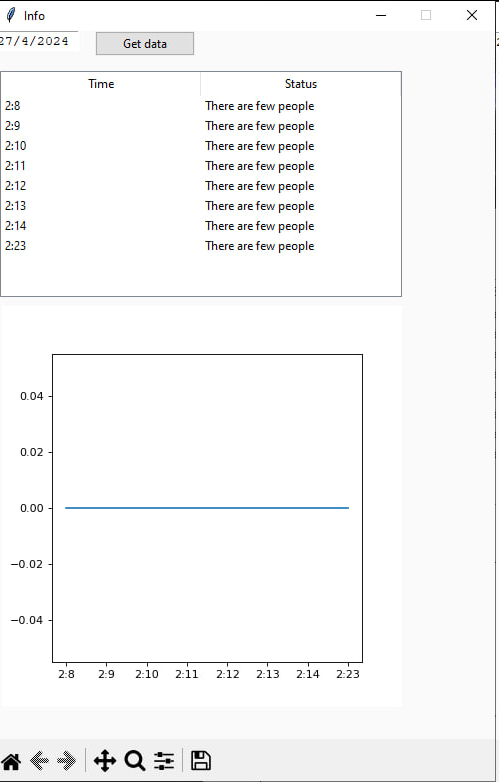 Info
27/4/2024 Get data
Time Status
2:8 There are few people
2:9 There are few people
2:10 There are few people
2:11 There are few people
2:12 There are few people
2:13 There are few people
2:14 There are few people
2:23 There are few people
0.04
0.02
0.00
−0.02
−0.04
2:8 2:9 2:10 2:11 2:12 2:13 2:14 2:23